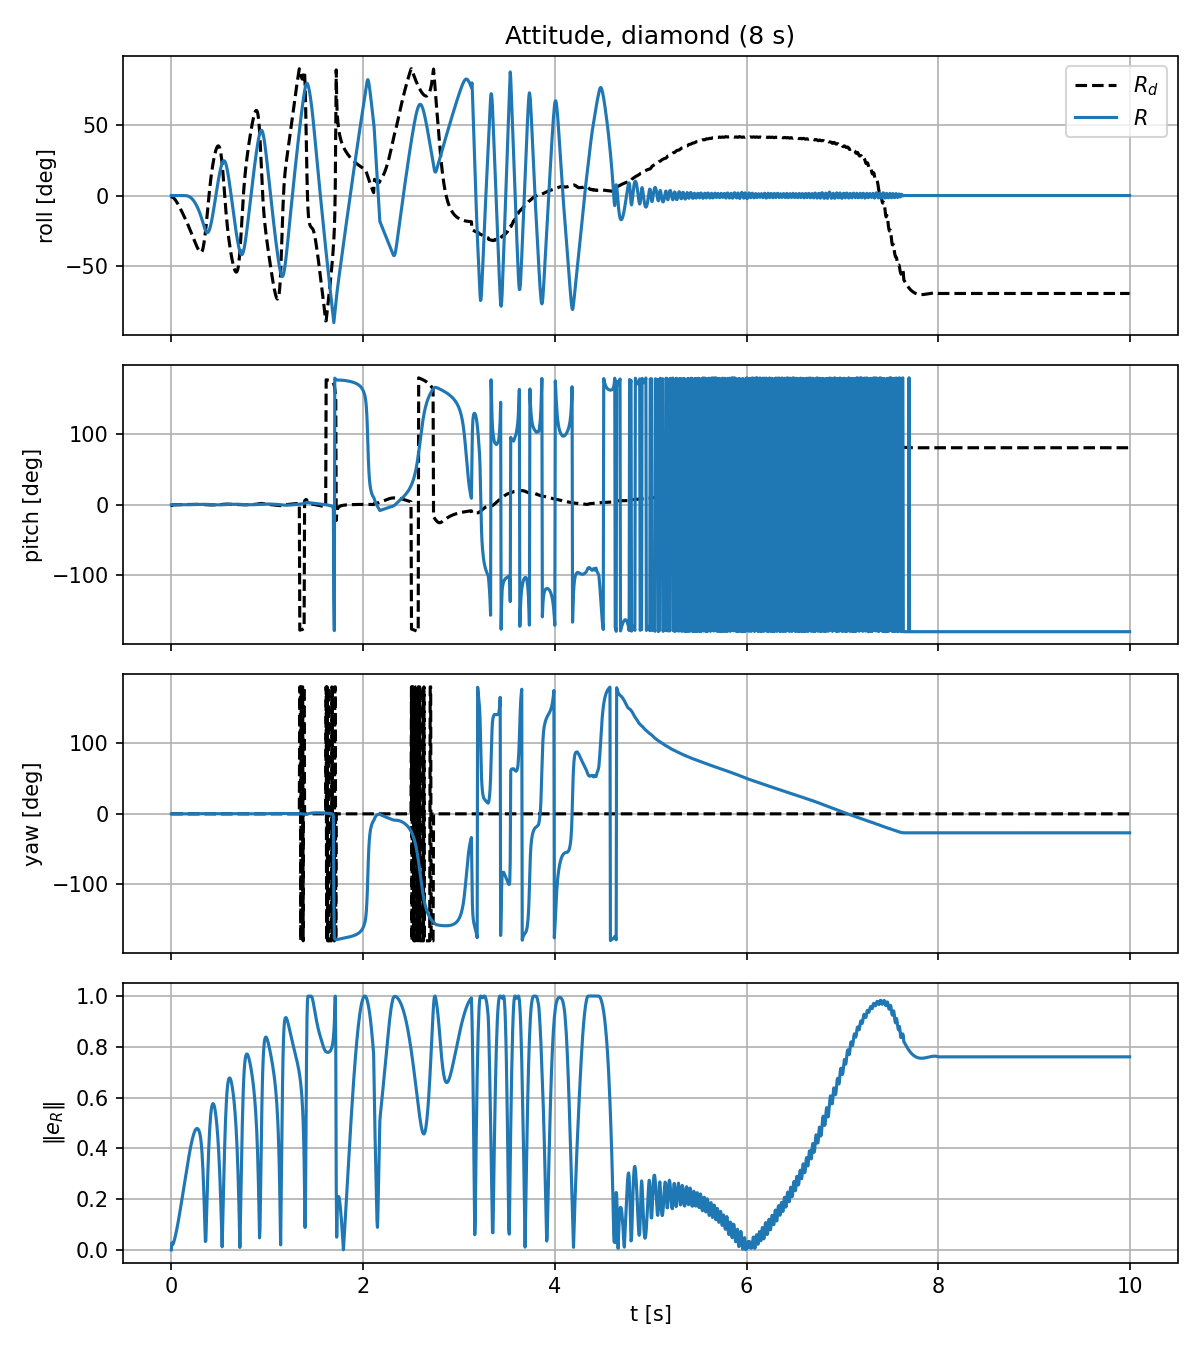 Attitude, diamond (8 s)
roll [deg]
50
0
−50
R_d
R
pitch [deg]
100
0
−100
yaw [deg]
100
0
−100
‖e_R‖
1.0
0.8
0.6
0.4
0.2
0.0
0 2 4 6 8 10
t [s]